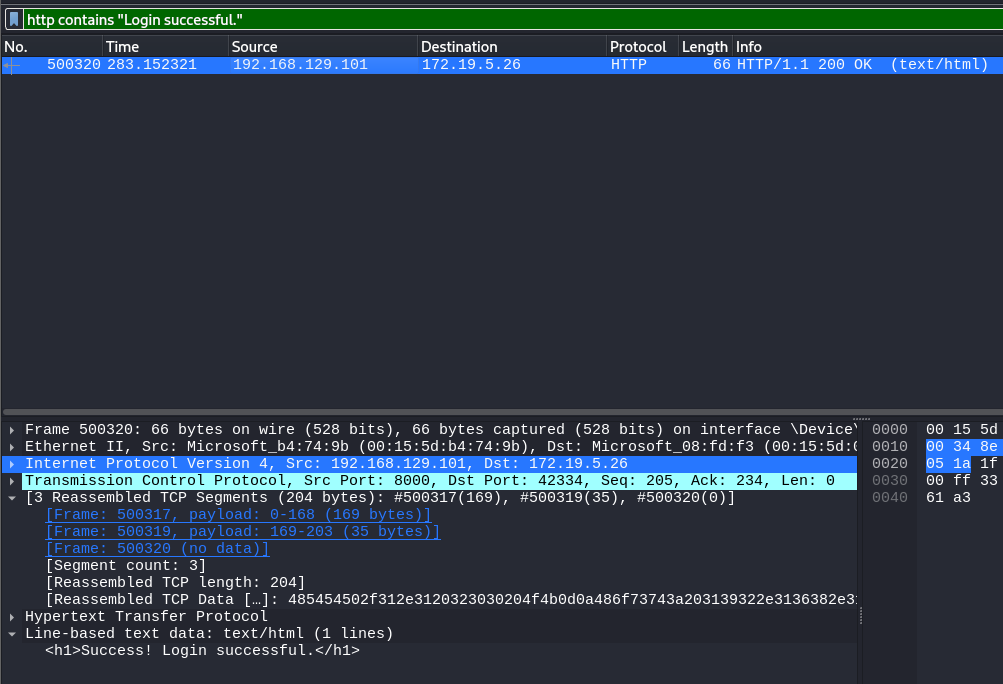 http contains "Login successful."
No. Time Source Destination Protocol Length Info
500320 283.152321 192.168.129.101 172.19.5.26 HTTP 66 HTTP/1.1 200 OK (text/html)
Frame 500320: 66 bytes on wire (528 bits), 66 bytes captured (528 bits) on interface \Device\
Ethernet II, Src: Microsoft_b4:74:9b (00:15:5d:b4:74:9b), Dst: Microsoft_08:fd:f3 (00:15:5d:0
Internet Protocol Version 4, Src: 192.168.129.101, Dst: 172.19.5.26
Transmission Control Protocol, Src Port: 8000, Dst Port: 42334, Seq: 205, Ack: 234, Len: 0
[3 Reassembled TCP Segments (204 bytes): #500317(169), #500319(35), #500320(0)]
[Frame: 500317, payload: 0-168 (169 bytes)]
[Frame: 500319, payload: 169-203 (35 bytes)]
[Frame: 500320 (no data)]
[Segment count: 3]
[Reassembled TCP length: 204]
[Reassembled TCP Data […]: 485454502f312e3120323030204f4b0d0a486f73743a203139322e3136382e31
Hypertext Transfer Protocol
Line-based text data: text/html (1 lines)
<h1>Success! Login successful.</h1>
0000 00 15 5d
0010 00 34 8e
0020 05 1a 1f
0030 00 ff 33
0040 61 a3